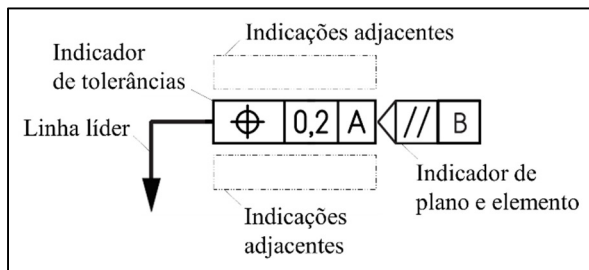 Indicações adjacentes
Indicador
de tolerâncias
Linha líder
⌖ 0,2 A // B
Indicador de
plano e elemento
Indicações
adjacentes